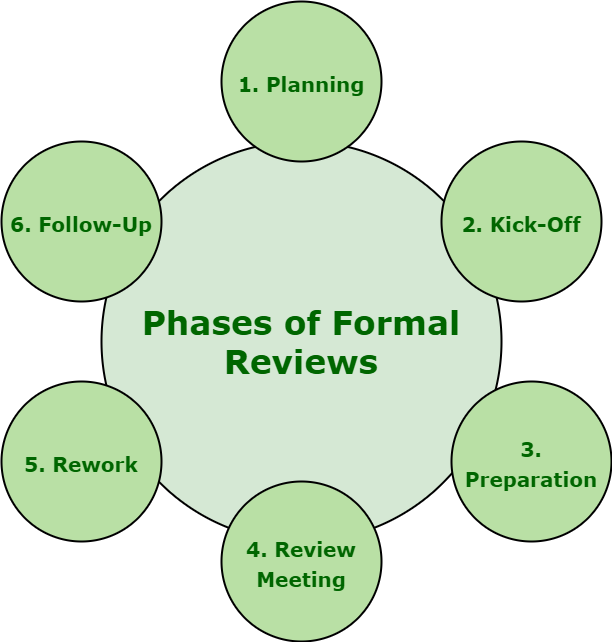 1. Planning
6. Follow-Up
2. Kick-Off
Phases of Formal
Reviews
5. Rework
3.
Preparation
4. Review
Meeting